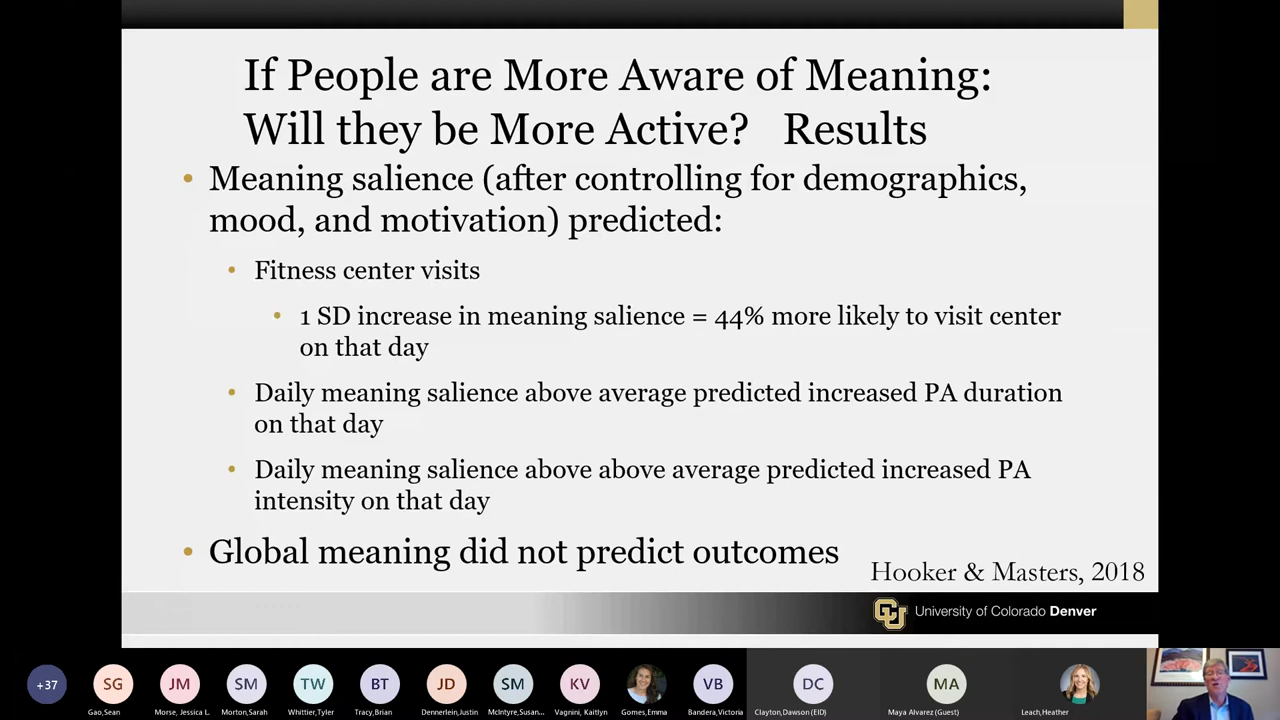 If People are More Aware of Meaning:
Will they be More Active? Results
• Meaning salience (after controlling for demographics,
mood, and motivation) predicted:
• Fitness center visits
• 1 SD increase in meaning salience = 44% more likely to visit center
on that day
• Daily meaning salience above average predicted increased PA duration
on that day
• Daily meaning salience above above average predicted increased PA
intensity on that day
• Global meaning did not predict outcomes
Hooker & Masters, 2018
CU University of Colorado Denver
+37 SG JM SM TW BT JD SM KV VB DC MA
Gao,Sean Morse, Jessica L. Morton,Sarah Whittier,Tyler Tracy,Brian Dennerlein,Justin McIntyre,Susan... Vagnini, Kaitlyn Gomes,Emma Bandera,Victoria Clayton,Dawson (EID) Maya Alvarez (Guest) Leach,Heather